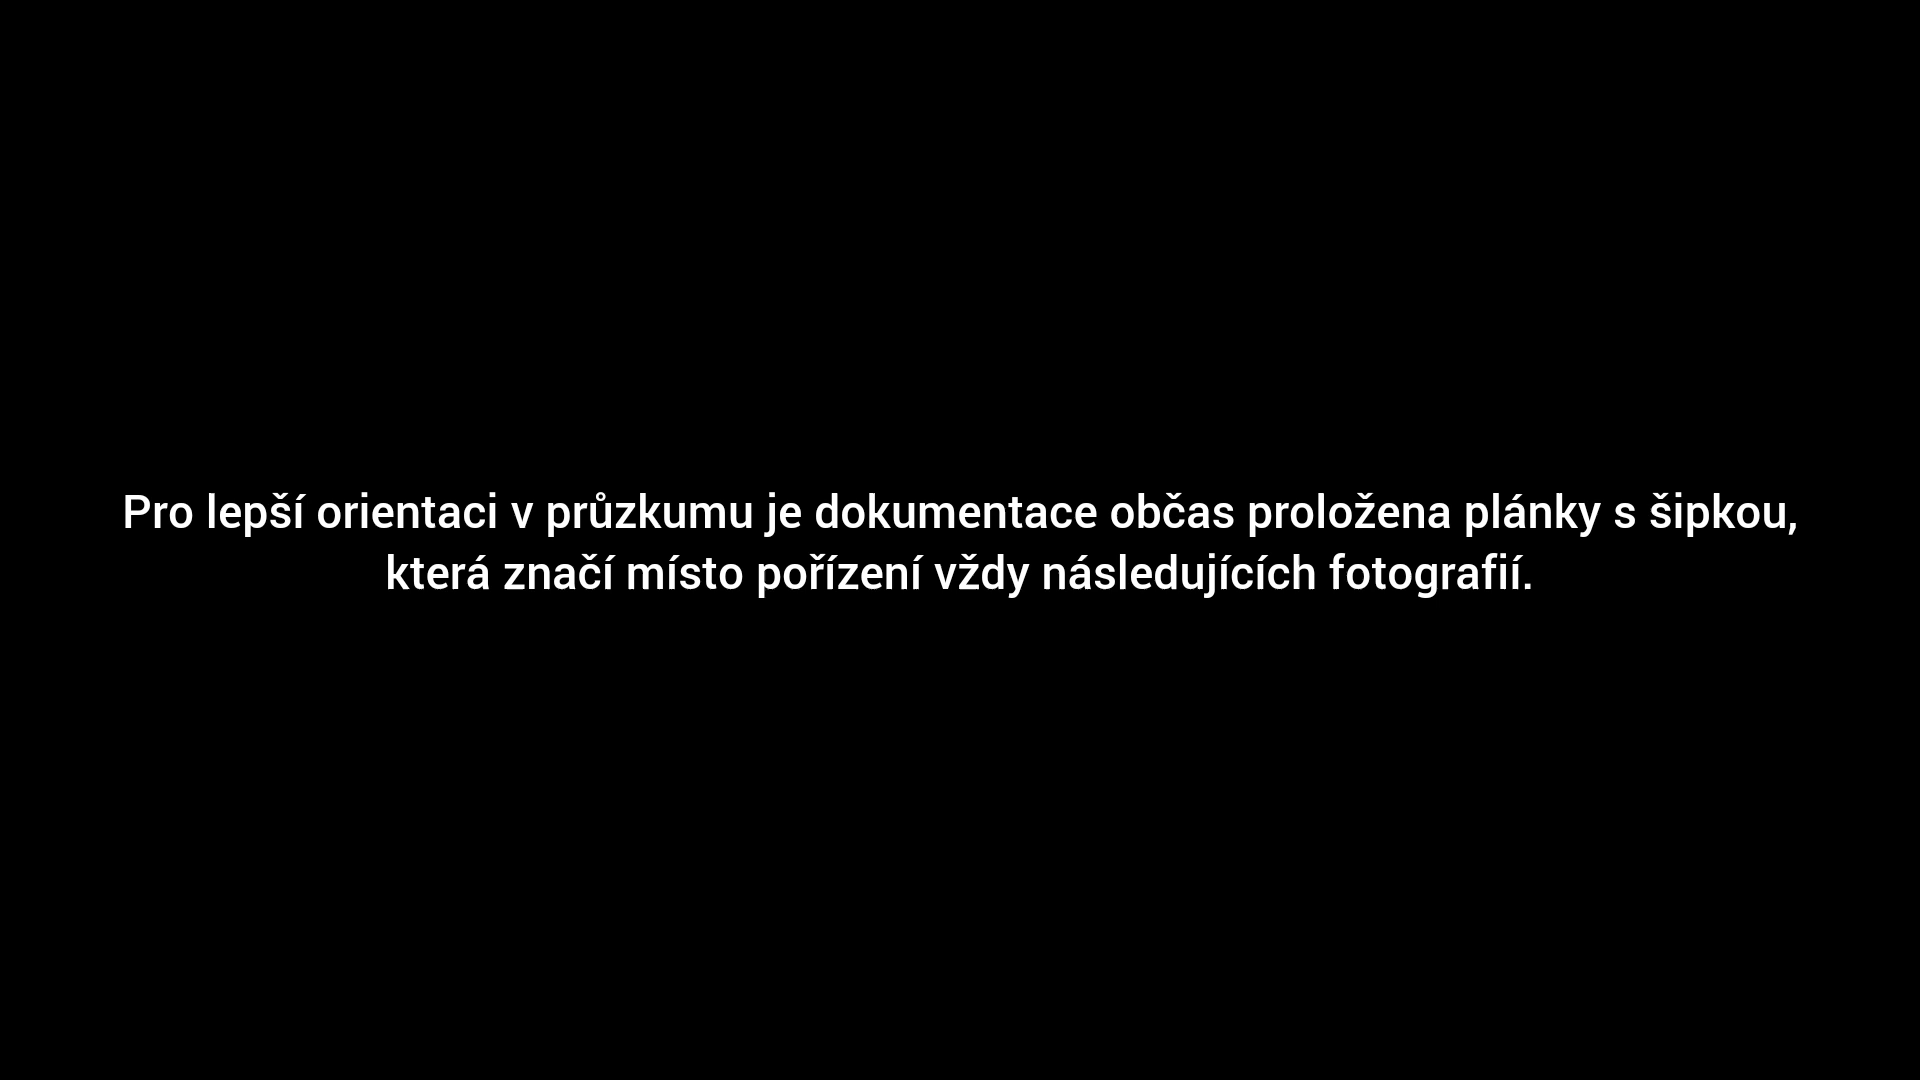 Pro lepší orientaci v průzkumu je dokumentace občas proložena plánky s šipkou,
která značí místo pořízení vždy následujících fotografií.